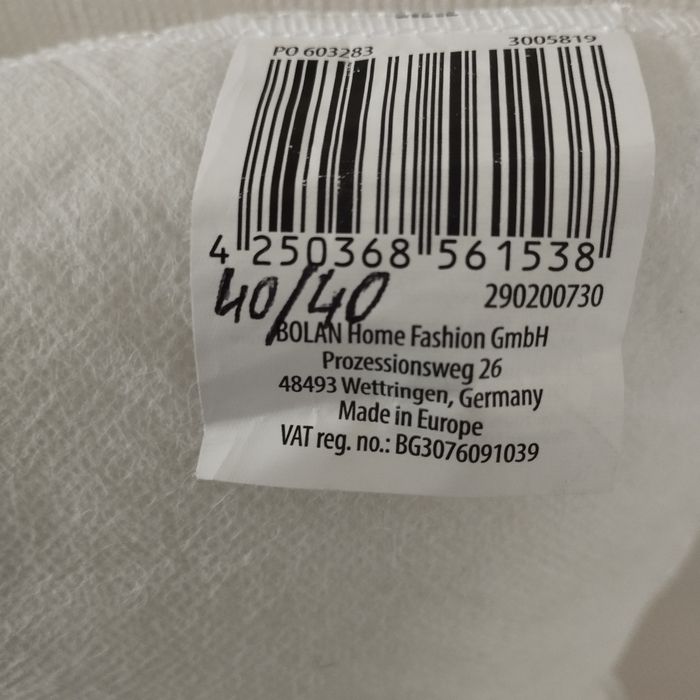 PO 603283 3005819
4 250368 561538
40/40 290200730
BOLAN Home Fashion GmbH
Prozessionsweg 26
48493 Wettringen, Germany
Made in Europe
VAT reg. no.: BG3076091039